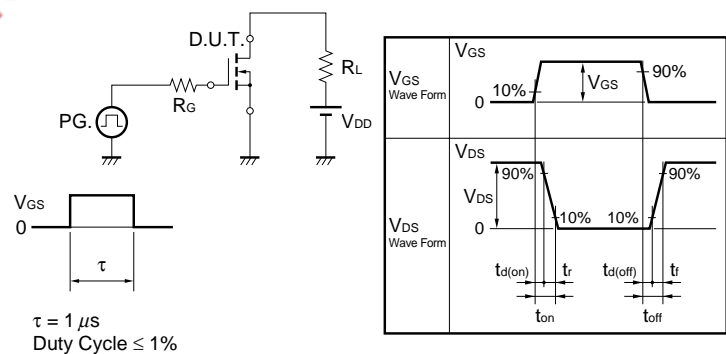 D.U.T.
RL
RG
PG.
VDD
VGS
0
τ
τ = 1 μs
Duty Cycle ≤ 1%
VGS
Wave Form
VGS
10%
VGS
90%
0
VDS
Wave Form
VDS
90%
90%
VDS
10%
10%
0
td(on)
tr
td(off)
tf
ton
toff